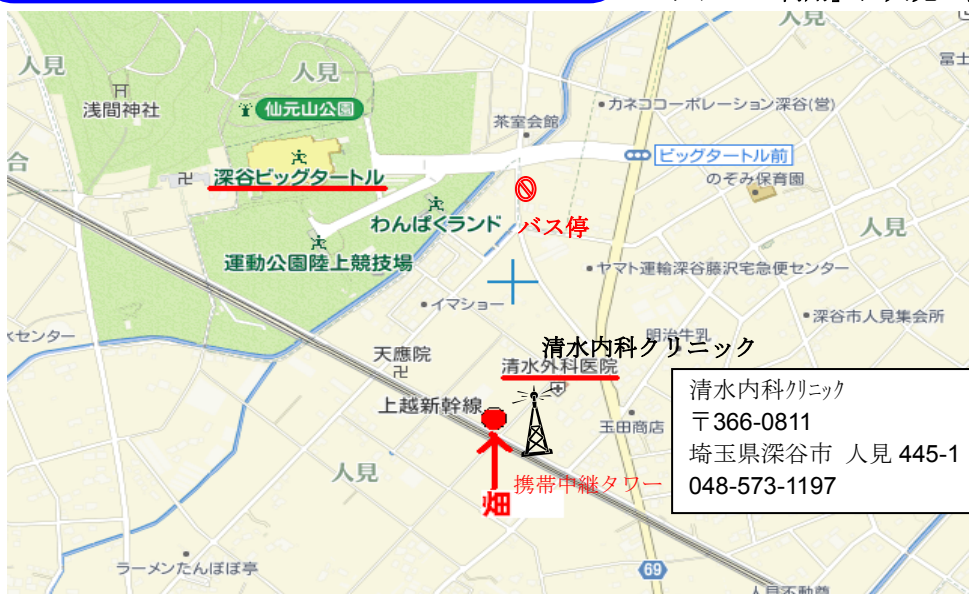 人見
人見
人見
富士
浅間神社
仙元山公園
カネココーポレーション深谷(営)
茶室会館
ビッグタートル前
合
深谷ビッグタートル
のぞみ保育園
わんぱくランド
バス停
人見
運動公園陸上競技場
ヤマト運輸深谷藤沢宅急便センター
イマショー
深谷市人見集会所
センター
明治牛乳
清水内科クリニック
天應院
清水外科医院
上越新幹線
玉田商店
清水内科ｸﾘﾆｯｸ
〒366-0811
埼玉県深谷市 人見 445-1
048-573-1197
人見
携帯中継タワー
畑
ラーメンたんぽぽ亭
69
人見不動尊